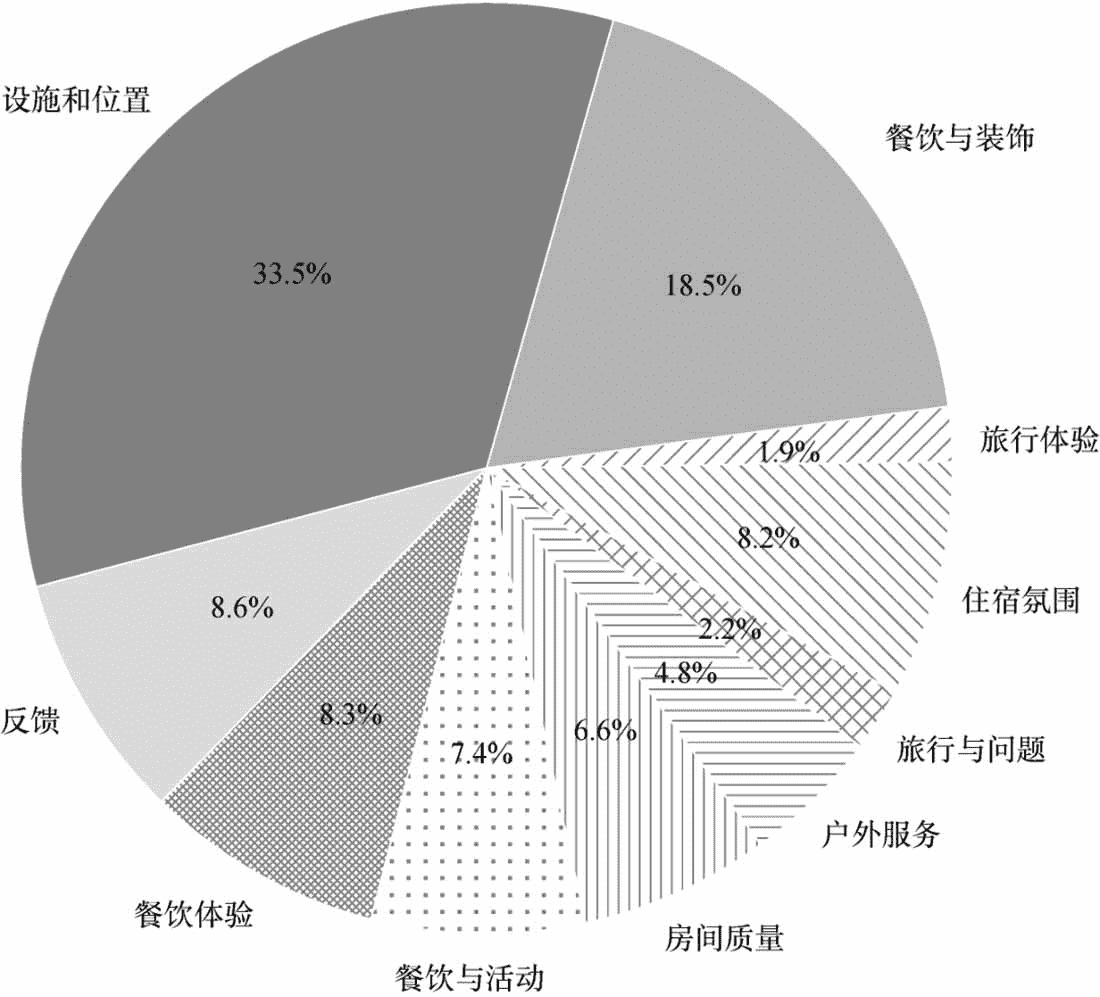 设施和位置
餐饮与装饰
33.5%
18.5%
旅行体验
1.9%
8.2%
住宿氛围
8.6%
2.2%
4.8%
反馈
8.3%
6.6%
7.4%
旅行与问题
户外服务
餐饮体验
房间质量
餐饮与活动